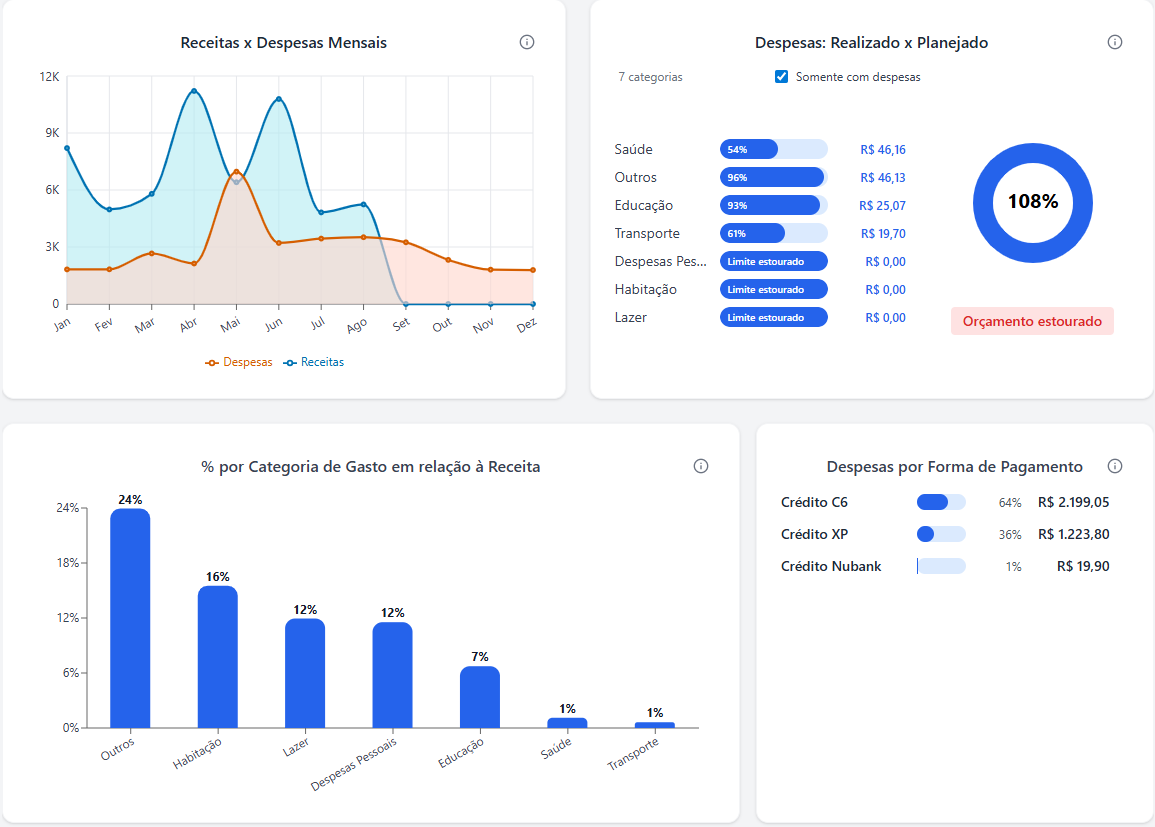 Receitas x Despesas Mensais
12K
9K
6K
3K
0
Jan Fev Mar Abr Mai Jun Jul Ago Set Out Nov Dez
Despesas Receitas
Despesas: Realizado x Planejado
7 categorias Somente com despesas
Saúde 54% R$ 46,16
Outros 96% R$ 46,13
Educação 93% R$ 25,07
Transporte 61% R$ 19,70
Despesas Pes... Limite estourado R$ 0,00
Habitação Limite estourado R$ 0,00
Lazer Limite estourado R$ 0,00
108%
Orçamento estourado
% por Categoria de Gasto em relação à Receita
24%
18%
12%
6%
0%
24% 16% 12% 12% 7% 1% 1%
Outros Habitação Lazer Despesas Pessoais Educação Saúde Transporte
Despesas por Forma de Pagamento
Crédito C6 64% R$ 2.199,05
Crédito XP 36% R$ 1.223,80
Crédito Nubank 1% R$ 19,90